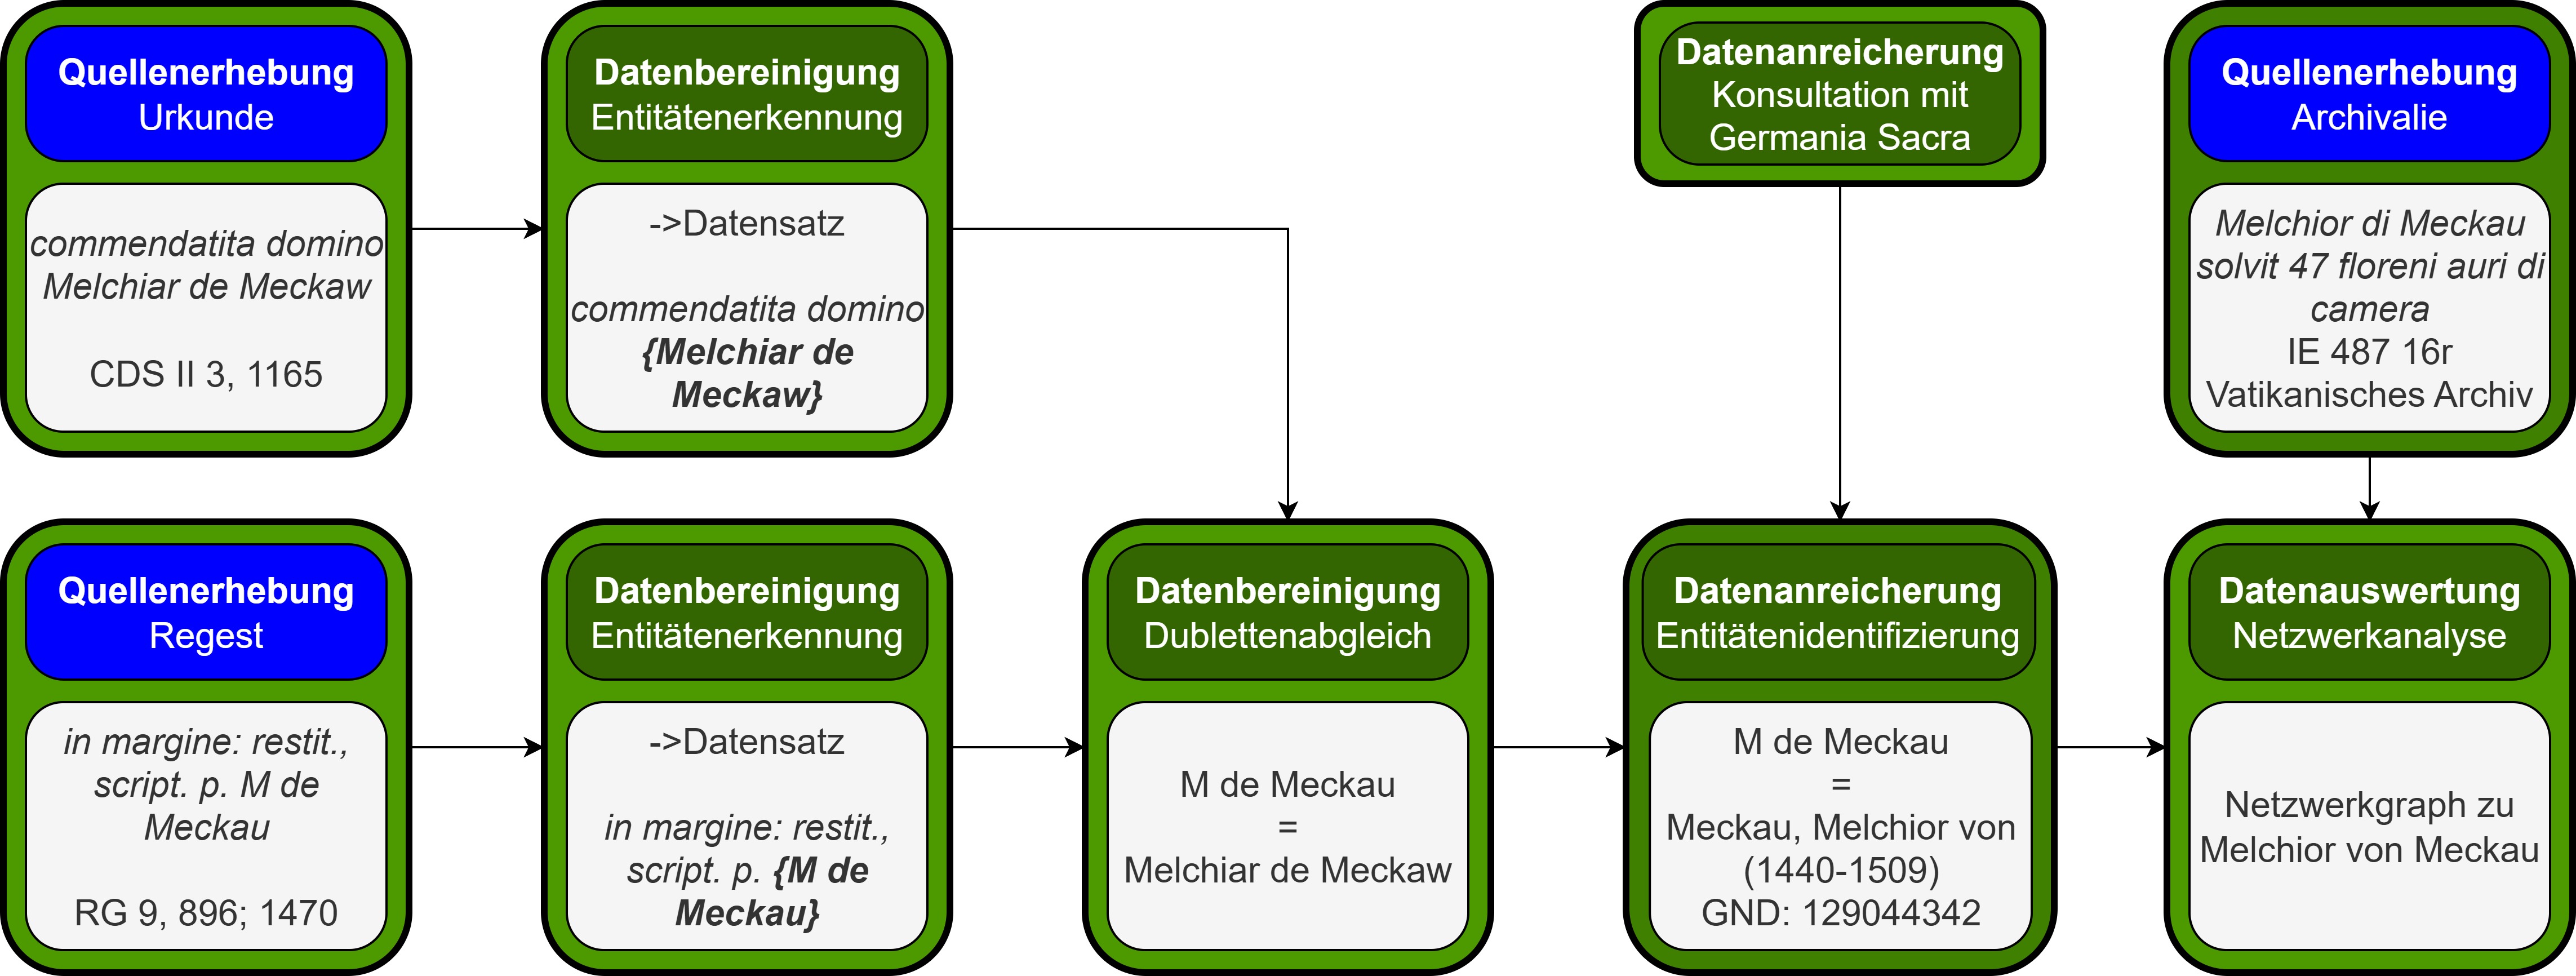 Quellenerhebung
Urkunde
commendatita domino
Melchiar de Meckaw
CDS II 3, 1165
Datenbereinigung
Entitätenerkennung
->Datensatz
commendatita domino
{Melchiar de
Meckaw}
Datenanreicherung
Konsultation mit
Germania Sacra
Quellenerhebung
Archivalie
Melchior di Meckau
solvit 47 floreni auri di
camera
IE 487 16r
Vatikanisches Archiv
Quellenerhebung
Regest
in margine: restit.,
script. p. M de
Meckau
RG 9, 896; 1470
Datenbereinigung
Entitätenerkennung
->Datensatz
in margine: restit.,
script. p. {M de
Meckau}
Datenbereinigung
Dublettenabgleich
M de Meckau
=
Melchiar de Meckaw
Datenanreicherung
Entitätenidentifizierung
M de Meckau
=
Meckau, Melchior von
(1440-1509)
GND: 129044342
Datenauswertung
Netzwerkanalyse
Netzwerkgraph zu
Melchior von Meckau